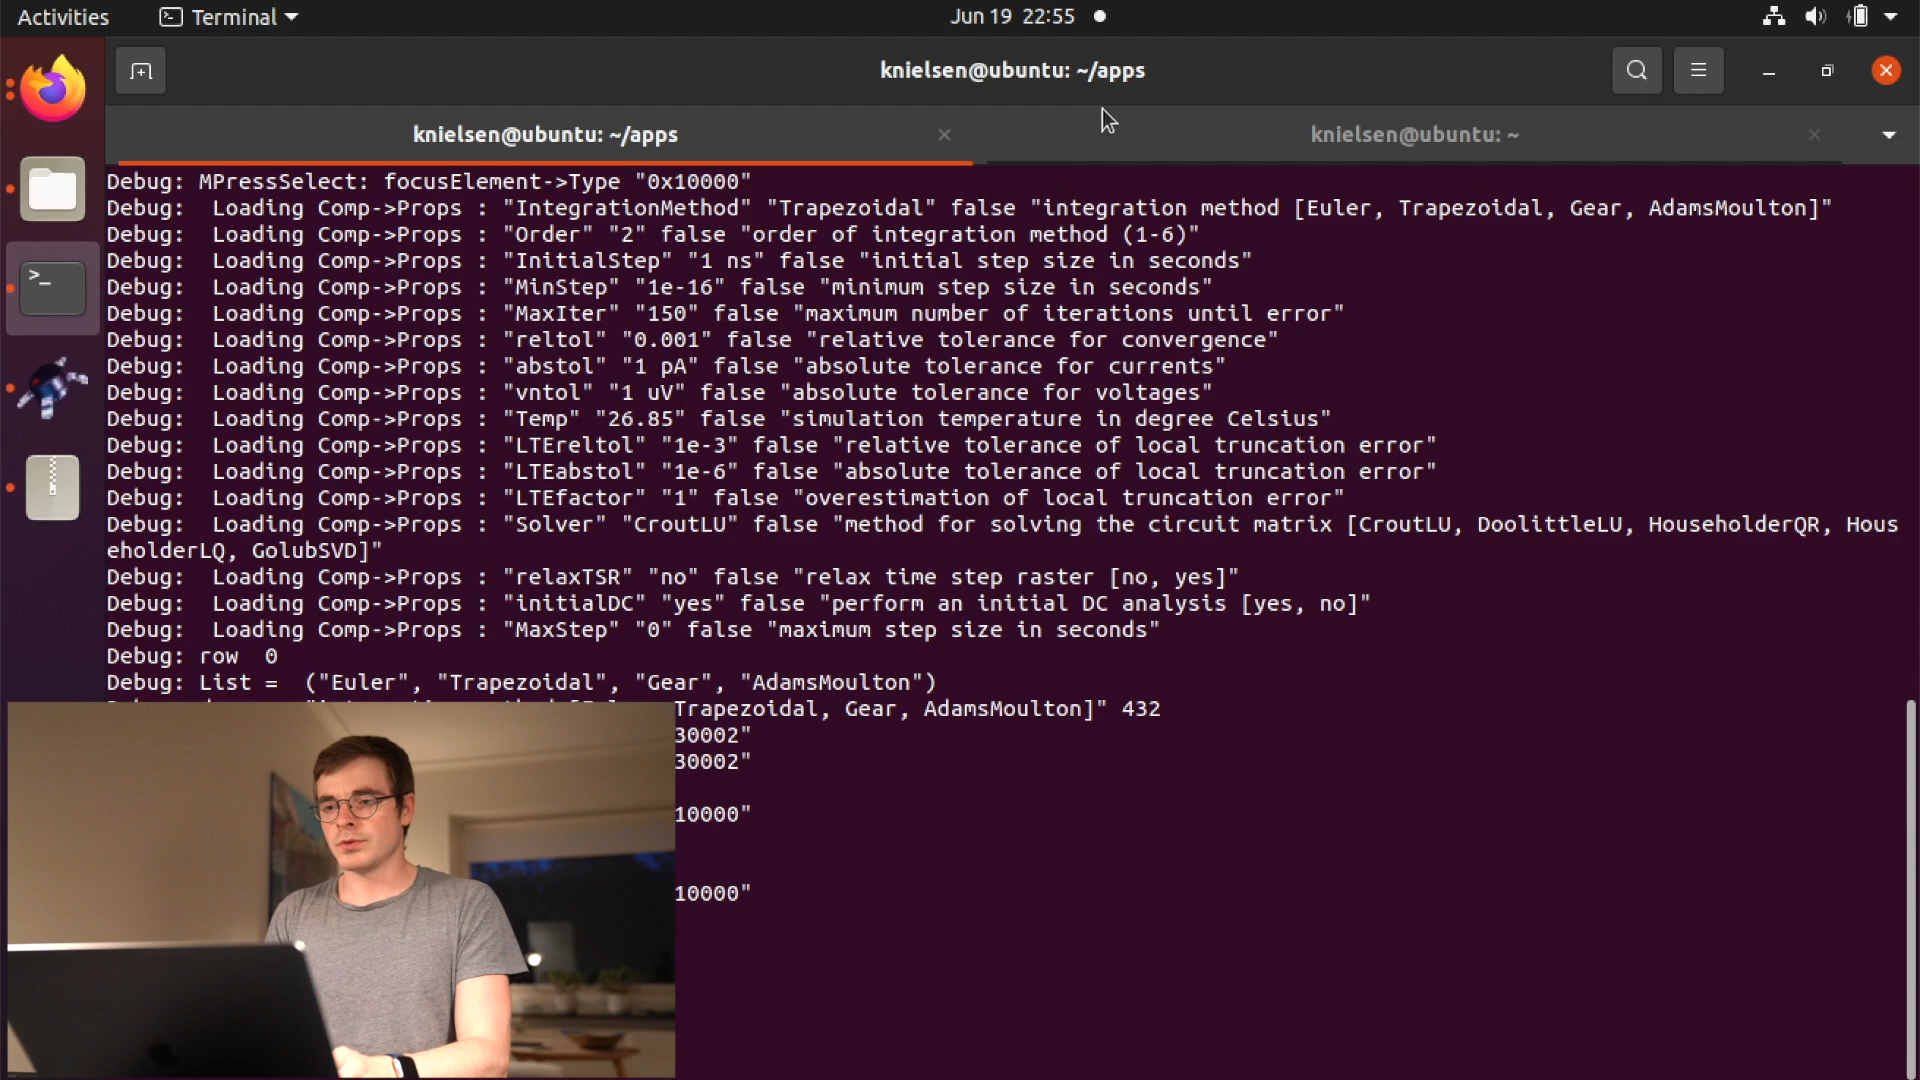 Activities
Terminal
Jun 19 22:55
knielsen@ubuntu: ~/apps
knielsen@ubuntu: ~/apps
knielsen@ubuntu: ~
Debug: MPressSelect: focusElement->Type "0x10000"
Debug:  Loading Comp->Props : "IntegrationMethod" "Trapezoidal" false "integration method [Euler, Trapezoidal, Gear, AdamsMoulton]"
Debug:  Loading Comp->Props : "Order" "2" false "order of integration method (1-6)"
Debug:  Loading Comp->Props : "InitialStep" "1 ns" false "initial step size in seconds"
Debug:  Loading Comp->Props : "MinStep" "1e-16" false "minimum step size in seconds"
Debug:  Loading Comp->Props : "MaxIter" "150" false "maximum number of iterations until error"
Debug:  Loading Comp->Props : "reltol" "0.001" false "relative tolerance for convergence"
Debug:  Loading Comp->Props : "abstol" "1 pA" false "absolute tolerance for currents"
Debug:  Loading Comp->Props : "vntol" "1 uV" false "absolute tolerance for voltages"
Debug:  Loading Comp->Props : "Temp" "26.85" false "simulation temperature in degree Celsius"
Debug:  Loading Comp->Props : "LTEreltol" "1e-3" false "relative tolerance of local truncation error"
Debug:  Loading Comp->Props : "LTEabstol" "1e-6" false "absolute tolerance of local truncation error"
Debug:  Loading Comp->Props : "LTEfactor" "1" false "overestimation of local truncation error"
Debug:  Loading Comp->Props : "Solver" "CroutLU" false "method for solving the circuit matrix [CroutLU, DoolittleLU, HouseholderQR, Hous
eholderLQ, GolubSVD]"
Debug:  Loading Comp->Props : "relaxTSR" "no" false "relax time step raster [no, yes]"
Debug:  Loading Comp->Props : "initialDC" "yes" false "perform an initial DC analysis [yes, no]"
Debug:  Loading Comp->Props : "MaxStep" "0" false "maximum step size in seconds"
Debug: row  0
Debug: List =  ("Euler", "Trapezoidal", "Gear", "AdamsMoulton")
Trapezoidal, Gear, AdamsMoulton]" 432
30002"
30002"
10000"
10000"